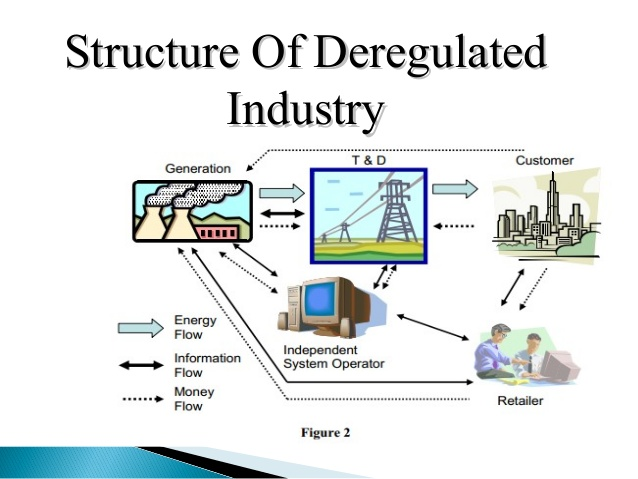 Structure Of Deregulated
Industry
Generation
T & D
Customer
Energy
Flow
Information
Flow
Money
Flow
Independent
System Operator
Retailer
Figure 2